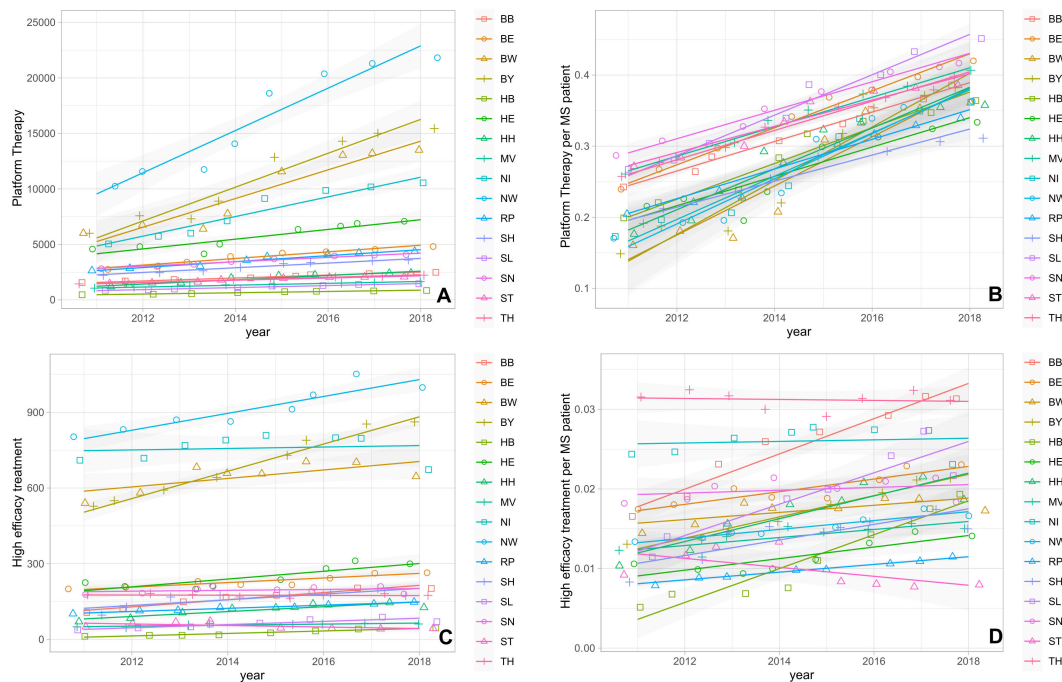 Platform Therapy
25000
20000
15000
10000
5000
0
2012 2014 2016 2018
year
A
BB
BE
BW
BY
HB
HE
HH
MV
NI
NW
RP
SH
SL
SN
ST
TH
Platform Therapy per MS patient
0.4
0.3
0.2
0.1
2012 2014 2016 2018
year
B
BB
BE
BW
BY
HB
HE
HH
MV
NI
NW
RP
SH
SL
SN
ST
TH
High efficacy treatment
900
600
300
0
2012 2014 2016 2018
year
C
BB
BE
BW
BY
HB
HE
HH
MV
NI
NW
RP
SH
SL
SN
ST
TH
High efficacy treatment per MS patient
0.03
0.02
0.01
0.00
2012 2014 2016 2018
year
D
BB
BE
BW
BY
HB
HE
HH
MV
NI
NW
RP
SH
SL
SN
ST
TH